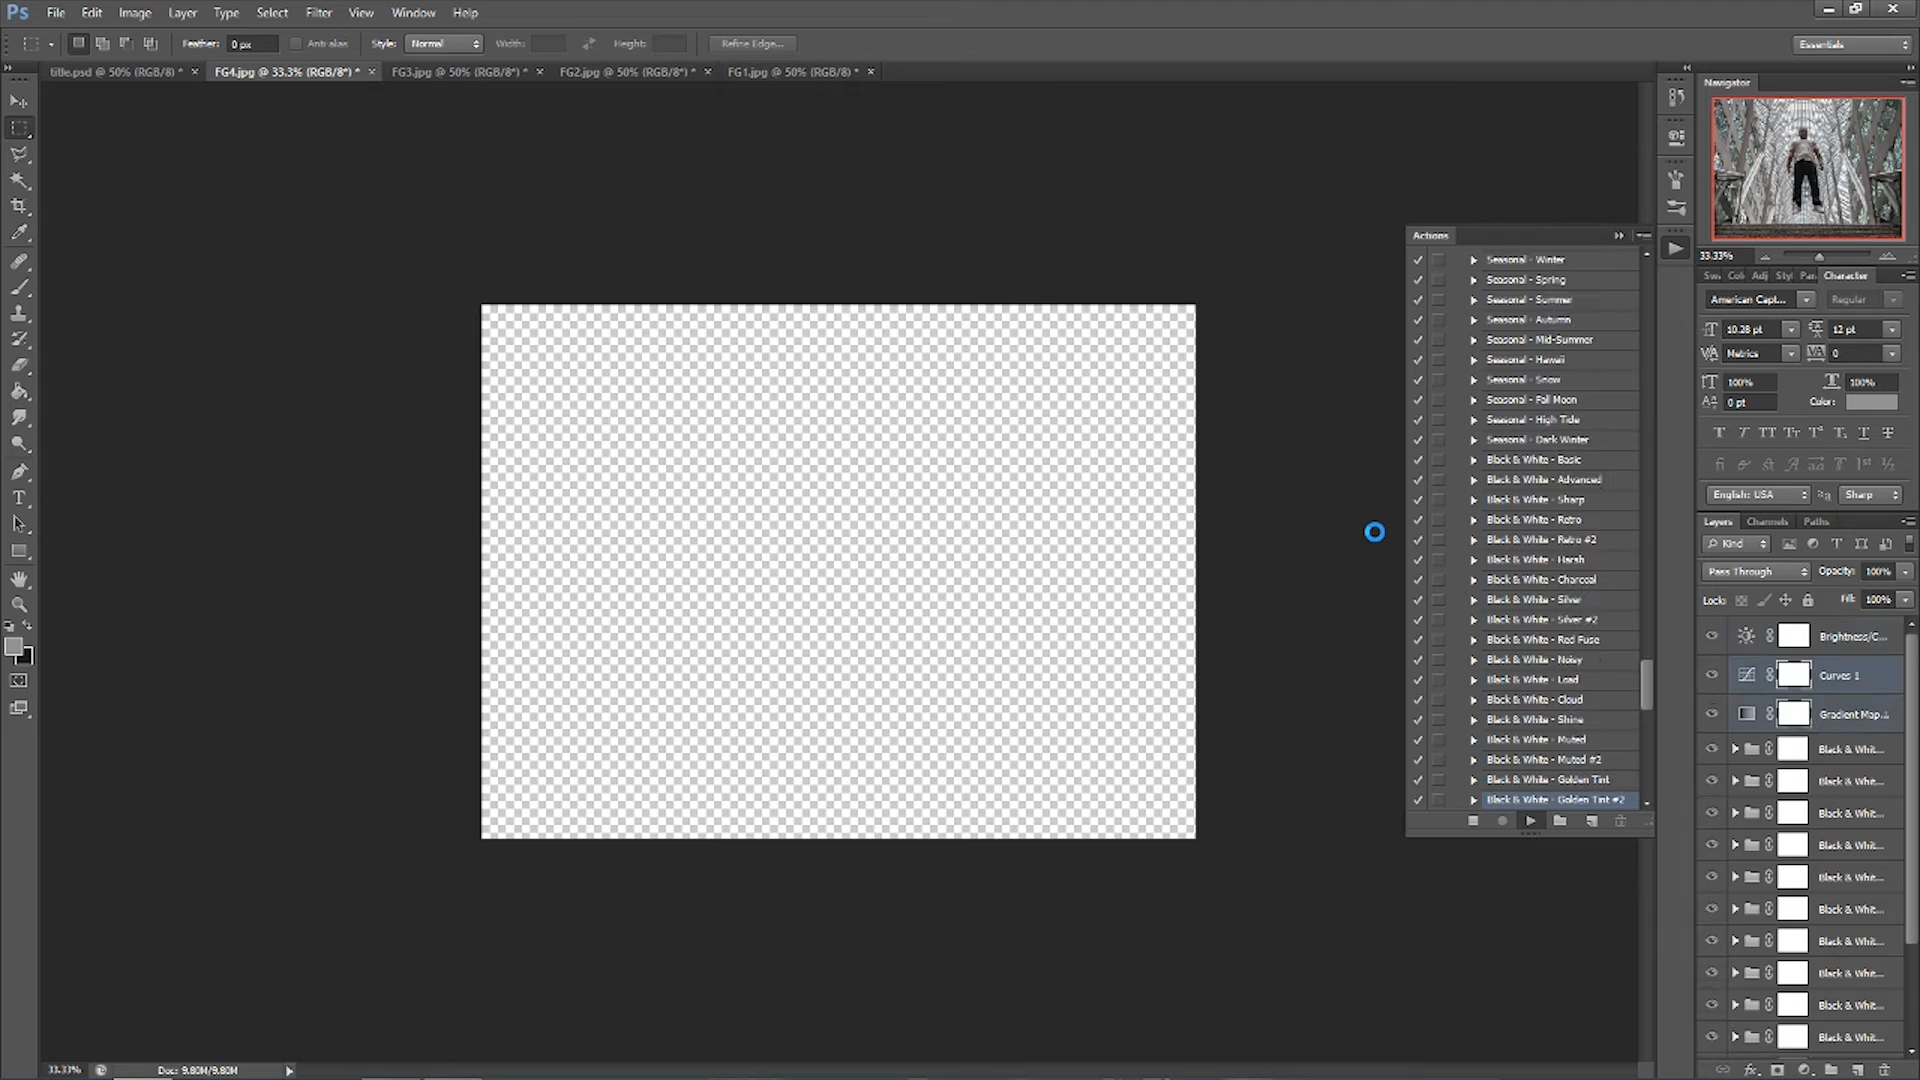 Ps File Edit Image Layer Type Select Filter View Window Help
Feather: 0 px Anti-alias Style: Normal Width: Height: Refine Edge... Essentials
title.psd @ 50% (RGB/8) * × FG4.jpg @ 33.3% (RGB/8*) * × FG3.jpg @ 50% (RGB/8*) * × FG2.jpg @ 50% (RGB/8*) * × FG1.jpg @ 50% (RGB/8) * ×
Navigator
33.33%
Actions
Seasonal - Winter
Seasonal - Spring
Seasonal - Summer
Seasonal - Autumn
Seasonal - Mid-Summer
Seasonal - Hawaii
Seasonal - Snow
Seasonal - Fall Moon
Seasonal - High Tide
Seasonal - Dark Winter
Black & White - Basic
Black & White - Advanced
Black & White - Sharp
Black & White - Retro
Black & White - Retro #2
Black & White - Harsh
Black & White - Charcoal
Black & White - Silver
Black & White - Silver #2
Black & White - Red Fuse
Black & White - Noisy
Black & White - Load
Black & White - Cloud
Black & White - Shine
Black & White - Muted
Black & White - Muted #2
Black & White - Golden Tint
Black & White - Golden Tint #2
Sw Col Adj Styl Par Character
American Capt... Regular
10.28 pt 12 pt
Metrics 0
100% 100%
0 pt Color:
English: USA Sharp
Layers Channels Paths
Kind
Pass Through Opacity: 100%
Lock: Fill: 100%
Brightness/C...
Curves 1
Gradient Map...
Black & Whit...
Black & Whit...
Black & Whit...
Black & Whit...
Black & Whit...
Black & Whit...
Black & Whit...
Black & Whit...
Black & Whit...
Black & Whit...
33.33% Doc: 9.80M/9.80M